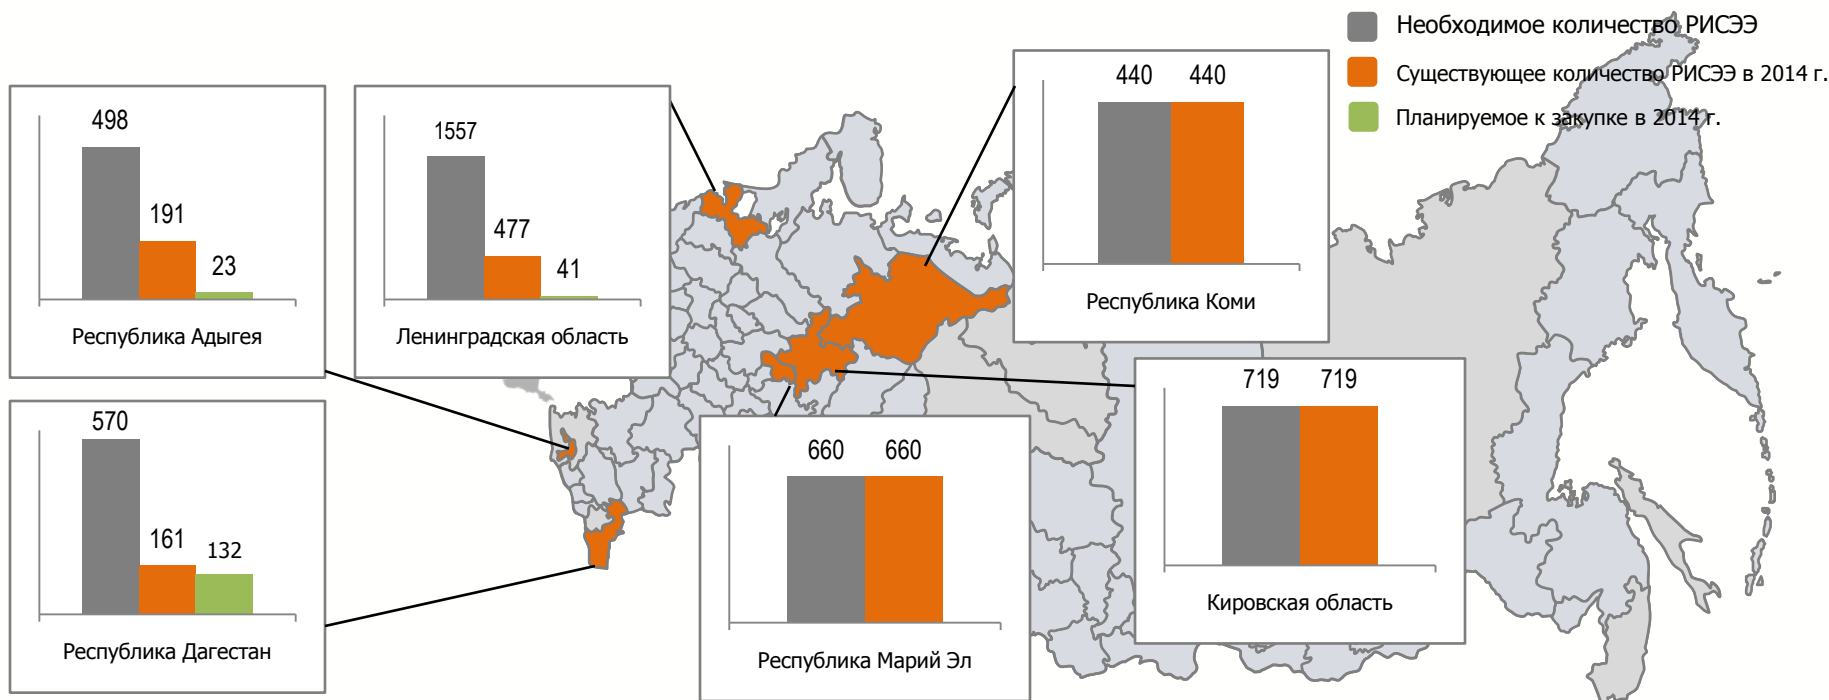 Необходимое количество РИСЭЭ
Существующее количество РИСЭЭ в 2014 г.
Планируемое к закупке в 2014 г.
498
191
23
Республика Адыгея
1557
477
41
Ленинградская область
440 440
Республика Коми
570
161
132
Республика Дагестан
660 660
Республика Марий Эл
719 719
Кировская область